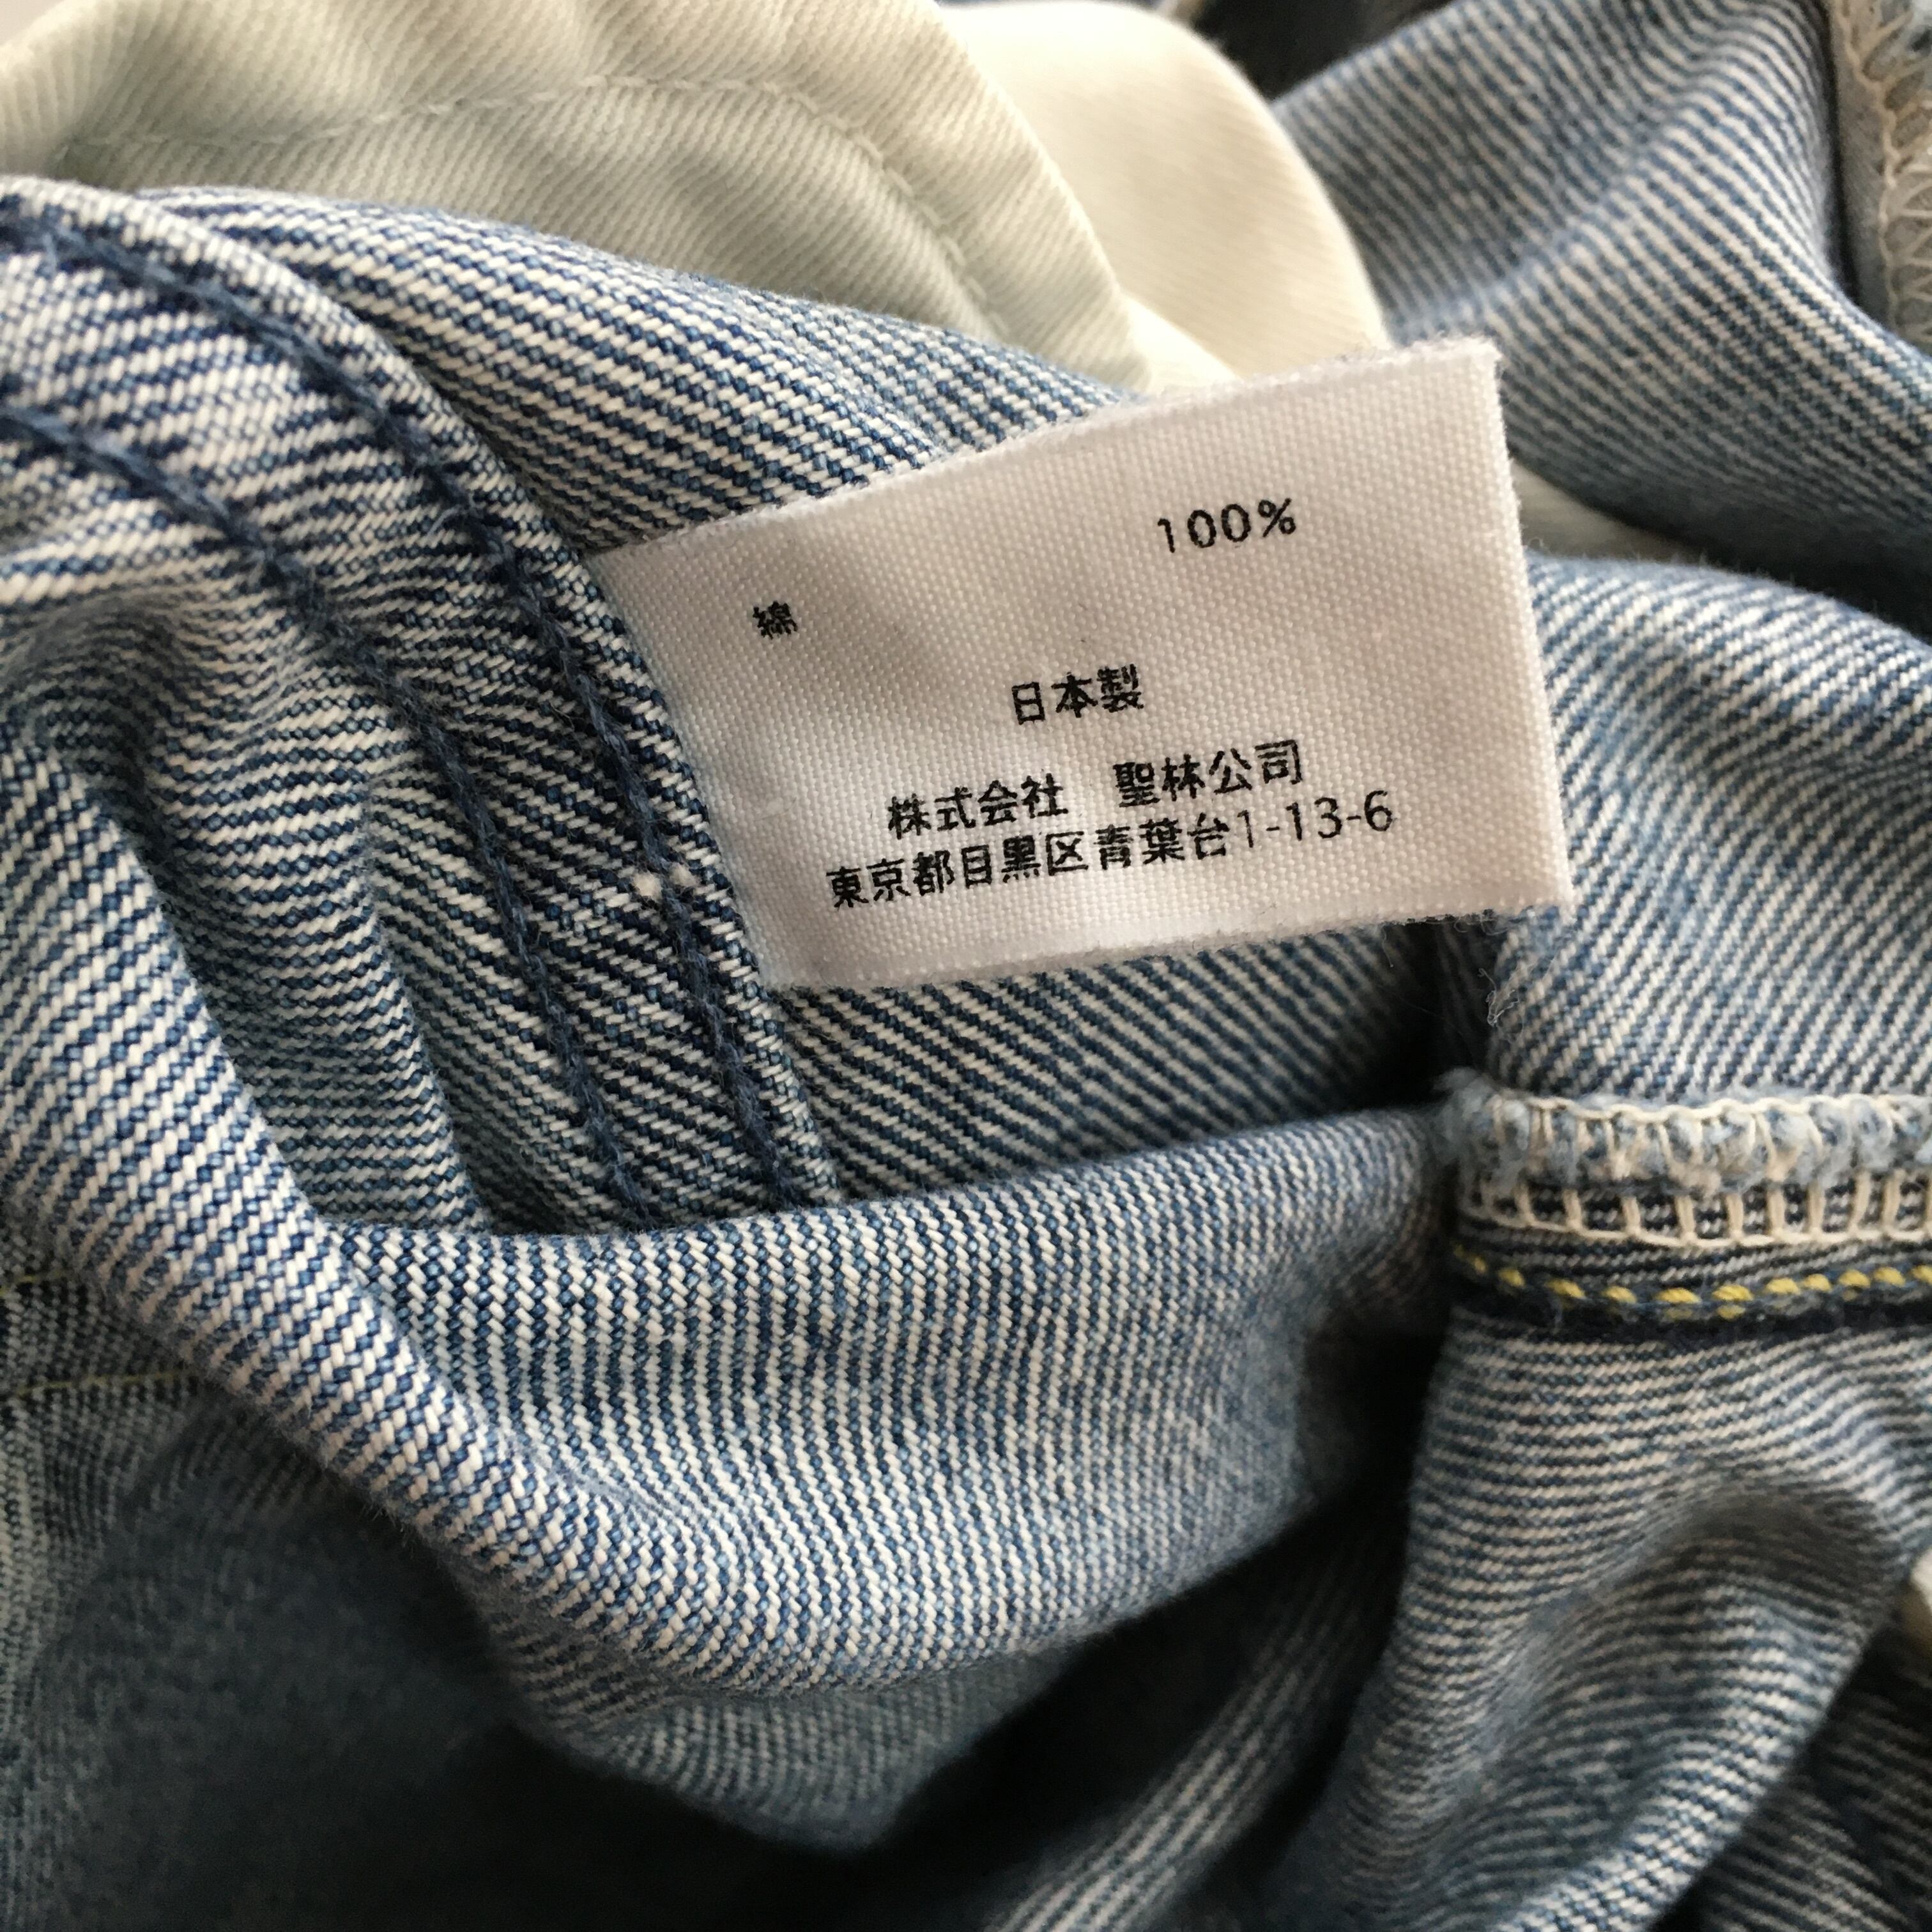 綿 100%
日本製
株式会社 聖林公司
東京都目黒区青葉台1-13-6